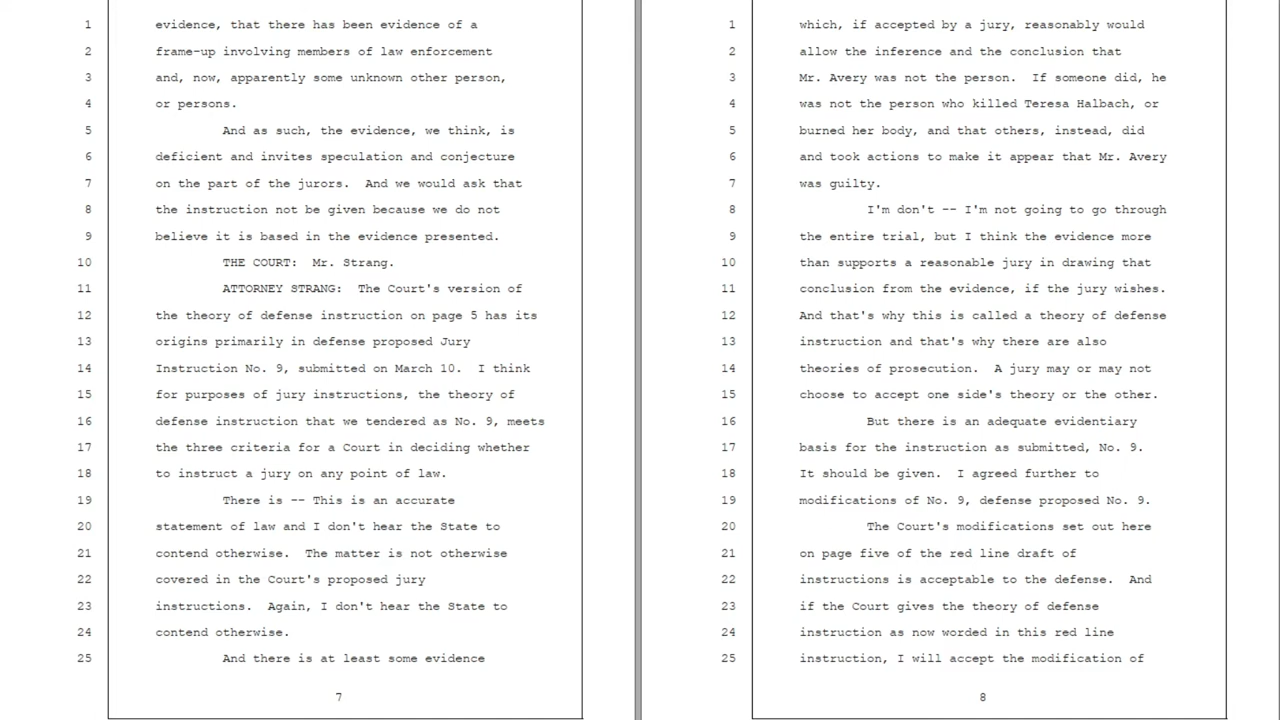 1 evidence, that there has been evidence of a
2 frame-up involving members of law enforcement
3 and, now, apparently some unknown other person,
4 or persons.
5 And as such, the evidence, we think, is
6 deficient and invites speculation and conjecture
7 on the part of the jurors. And we would ask that
8 the instruction not be given because we do not
9 believe it is based in the evidence presented.
10 THE COURT: Mr. Strang.
11 ATTORNEY STRANG: The Court's version of
12 the theory of defense instruction on page 5 has its
13 origins primarily in defense proposed Jury
14 Instruction No. 9, submitted on March 10. I think
15 for purposes of jury instructions, the theory of
16 defense instruction that we tendered as No. 9, meets
17 the three criteria for a Court in deciding whether
18 to instruct a jury on any point of law.
19 There is -- This is an accurate
20 statement of law and I don't hear the State to
21 contend otherwise. The matter is not otherwise
22 covered in the Court's proposed jury
23 instructions. Again, I don't hear the State to
24 contend otherwise.
25 And there is at least some evidence
7
1 which, if accepted by a jury, reasonably would
2 allow the inference and the conclusion that
3 Mr. Avery was not the person. If someone did, he
4 was not the person who killed Teresa Halbach, or
5 burned her body, and that others, instead, did
6 and took actions to make it appear that Mr. Avery
7 was guilty.
8 I'm don't -- I'm not going to go through
9 the entire trial, but I think the evidence more
10 than supports a reasonable jury in drawing that
11 conclusion from the evidence, if the jury wishes.
12 And that's why this is called a theory of defense
13 instruction and that's why there are also
14 theories of prosecution. A jury may or may not
15 choose to accept one side's theory or the other.
16 But there is an adequate evidentiary
17 basis for the instruction as submitted, No. 9.
18 It should be given. I agreed further to
19 modifications of No. 9, defense proposed No. 9.
20 The Court's modifications set out here
21 on page five of the red line draft of
22 instructions is acceptable to the defense. And
23 if the Court gives the theory of defense
24 instruction as now worded in this red line
25 instruction, I will accept the modification of
8